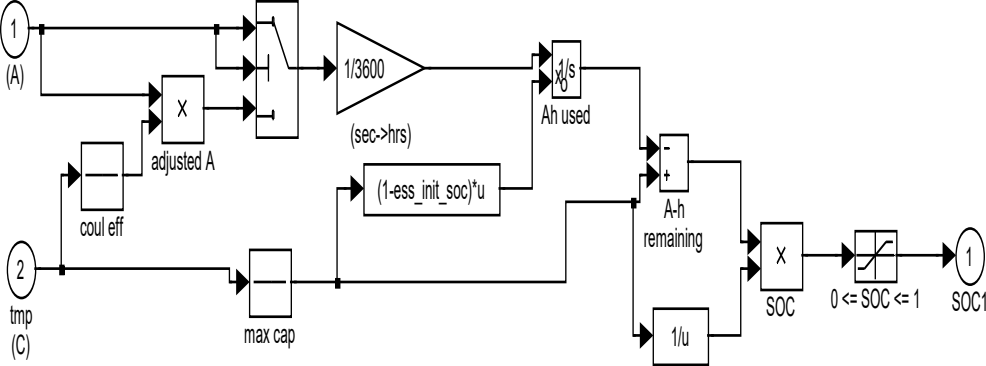 1
(A)
×
adjusted A
coul eff
2
tmp
(C)
max cap
1/3600
(sec->hrs)
(1-ess_init_soc)*u
1/s
xo
Ah used
-
+
A-h
remaining
1/u
×
SOC
0 <= SOC <= 1
1
SOC1